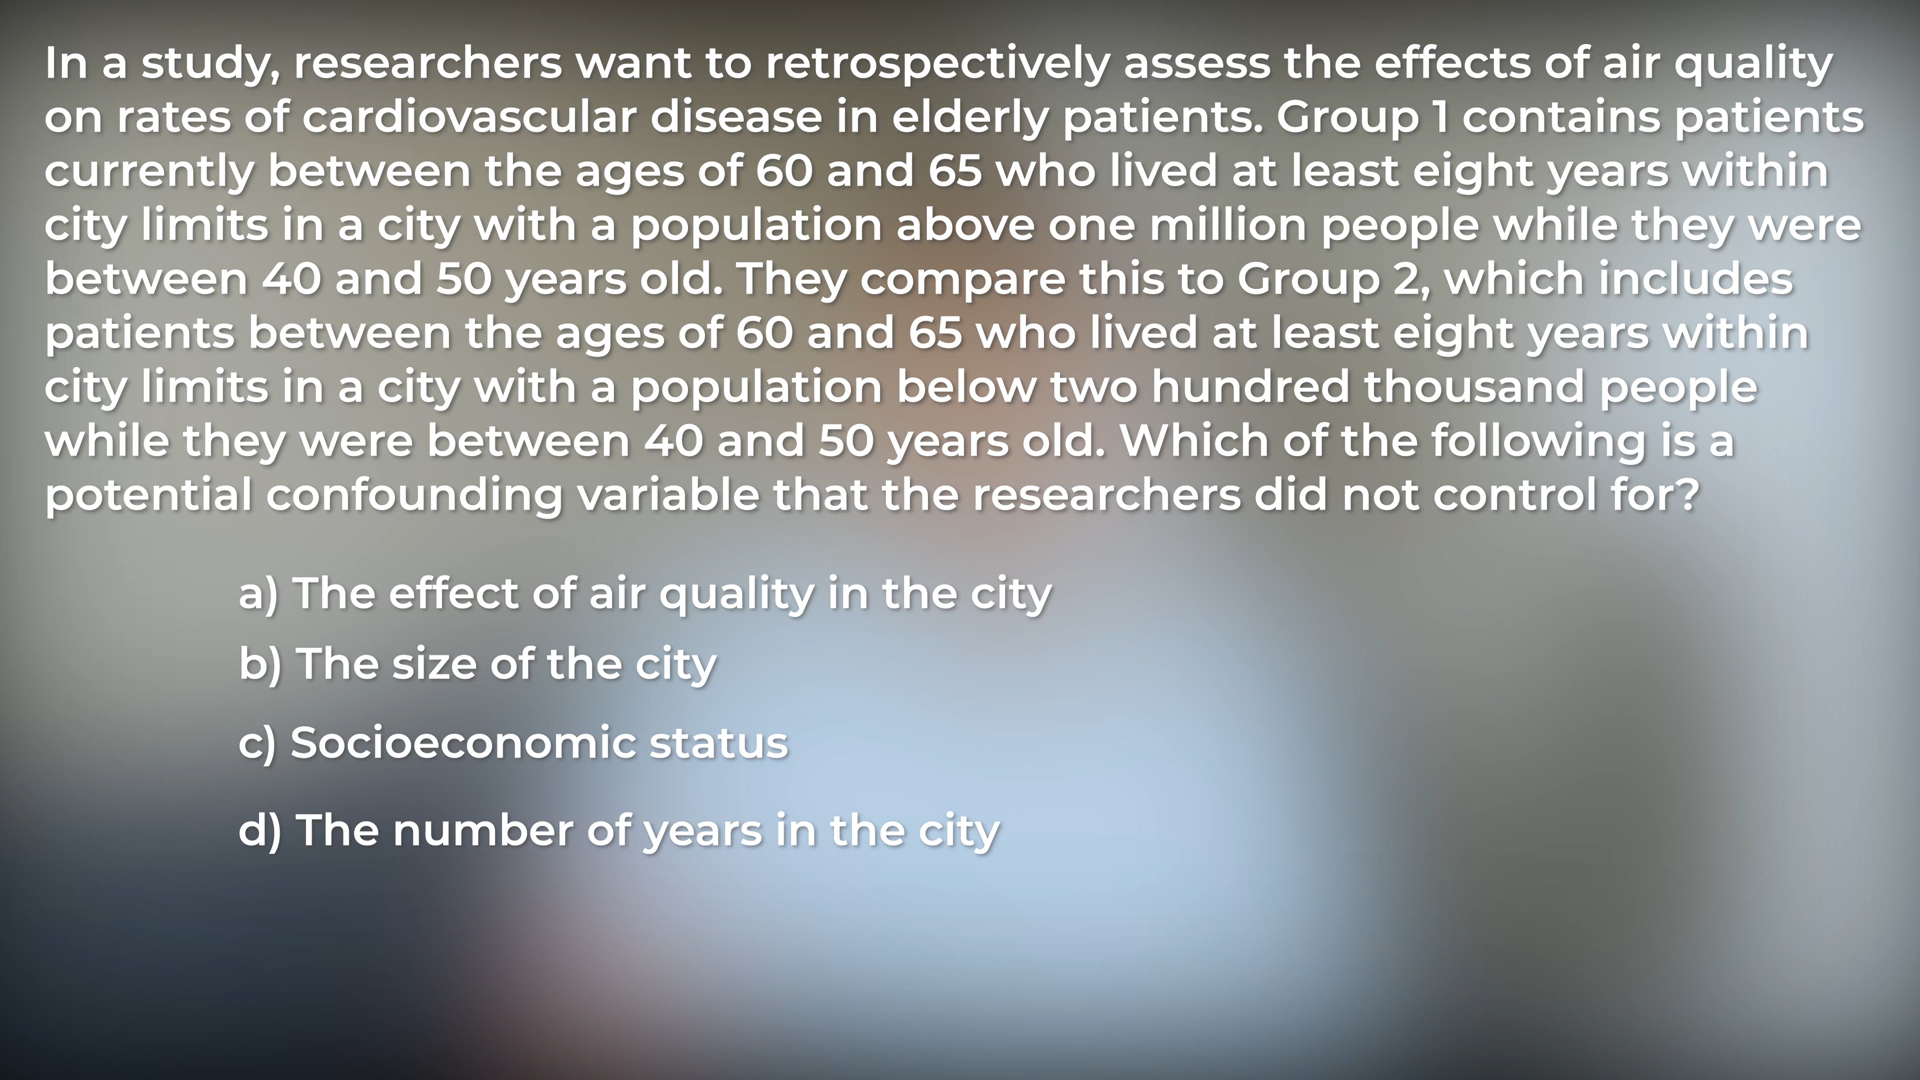 In a study, researchers want to retrospectively assess the effects of air quality
on rates of cardiovascular disease in elderly patients. Group 1 contains patients
currently between the ages of 60 and 65 who lived at least eight years within
city limits in a city with a population above one million people while they were
between 40 and 50 years old. They compare this to Group 2, which includes
patients between the ages of 60 and 65 who lived at least eight years within
city limits in a city with a population below two hundred thousand people
while they were between 40 and 50 years old. Which of the following is a
potential confounding variable that the researchers did not control for?
a) The effect of air quality in the city
b) The size of the city
c) Socioeconomic status
d) The number of years in the city